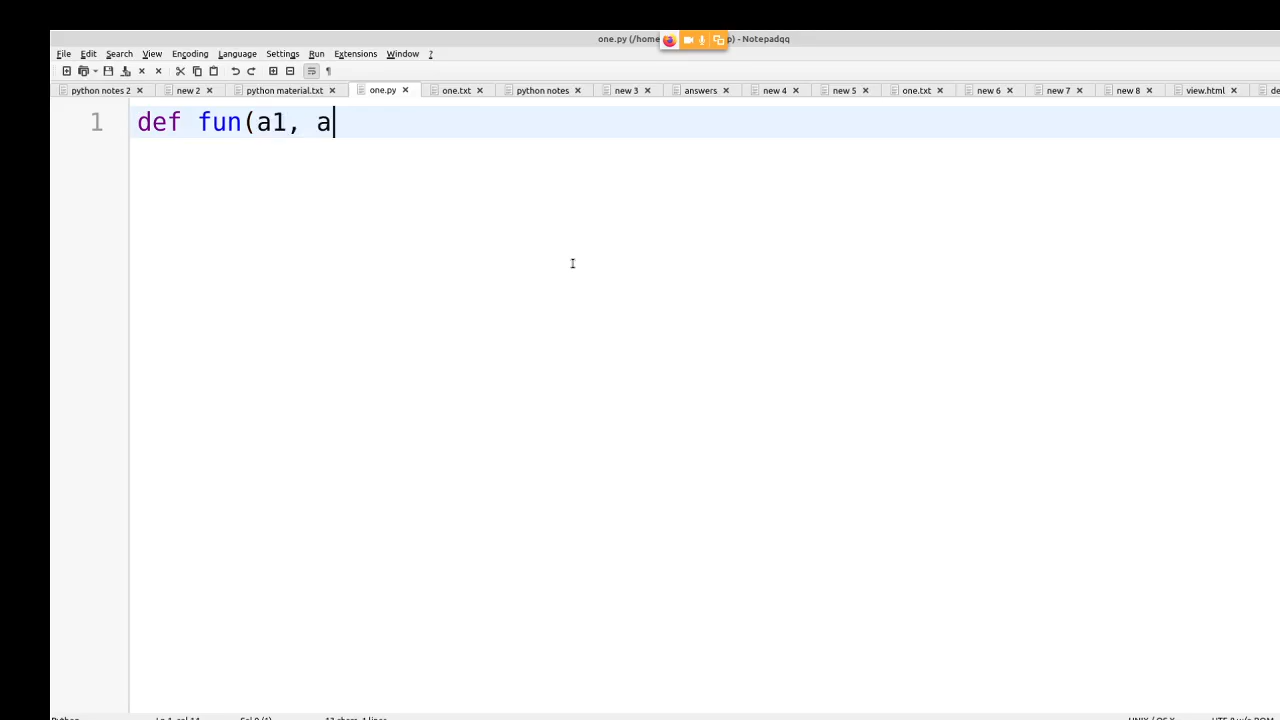 one.py (/home p) - Notepadqq
File Edit Search View Encoding Language Settings Run Extensions Window ?
python notes 2 new 2 python material.txt one.py one.txt python notes new 3 answers new 4 new 5 one.txt new 6 new 7 new 8 view.html de
1 def fun(a1, a